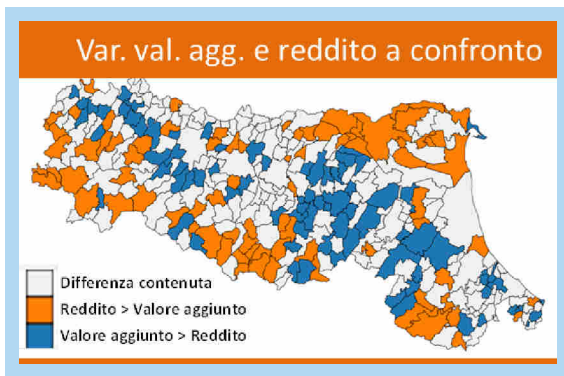 Var. val. agg. e reddito a confronto
Differenza contenuta
Reddito > Valore aggiunto
Valore aggiunto > Reddito